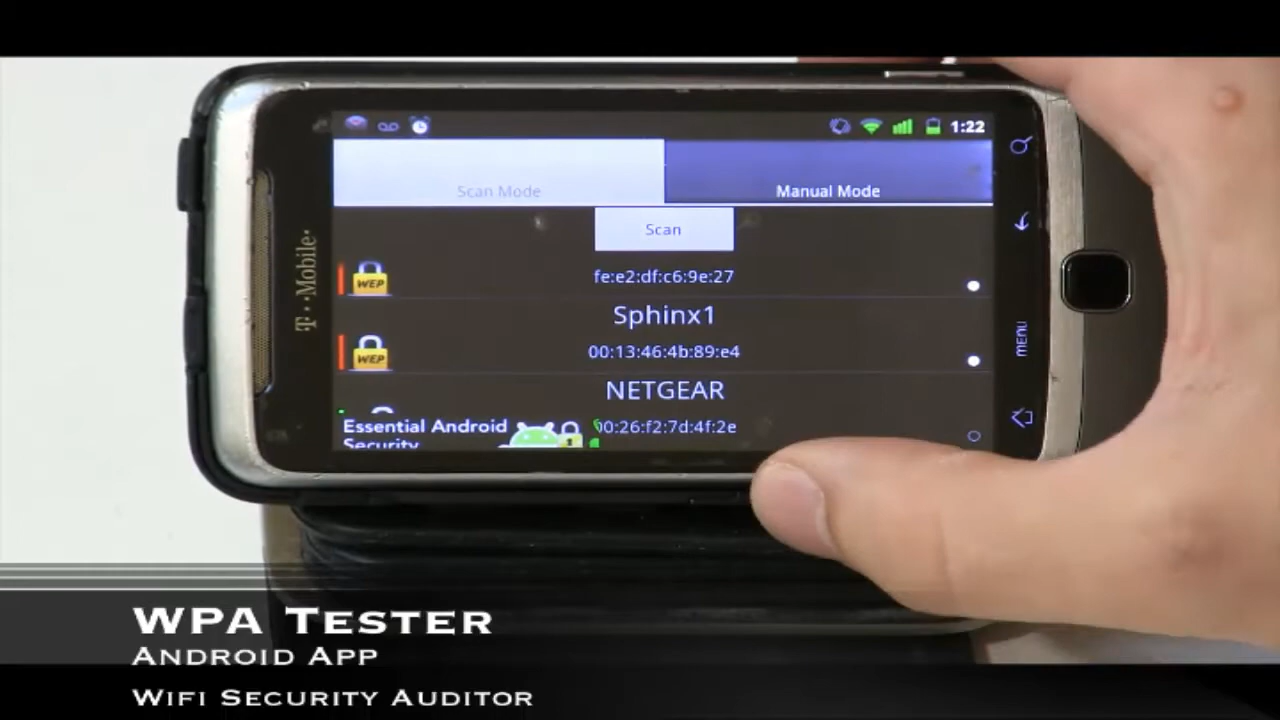 1:22
Scan Mode
Manual Mode
Scan
WEP
fe:e2:df:c6:9e:27
Sphinx1
WEP
00:13:46:4b:89:e4
NETGEAR
00:26:f2:7d:4f:2e
Essential Android
Security
T··Mobile·
MENU
WPA TESTER
ANDROID APP
WIFI SECURITY AUDITOR